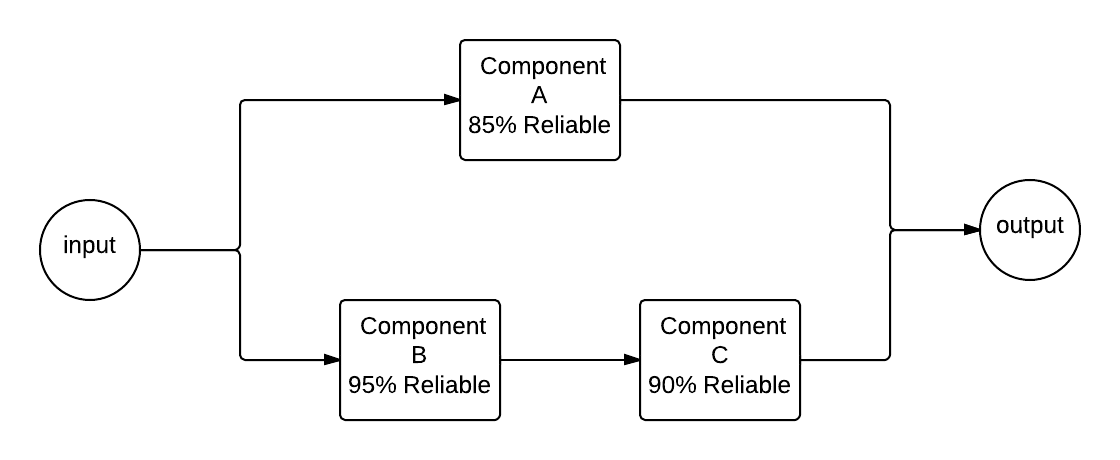 Component
A
85% Reliable
input
output
Component
B
95% Reliable
Component
C
90% Reliable